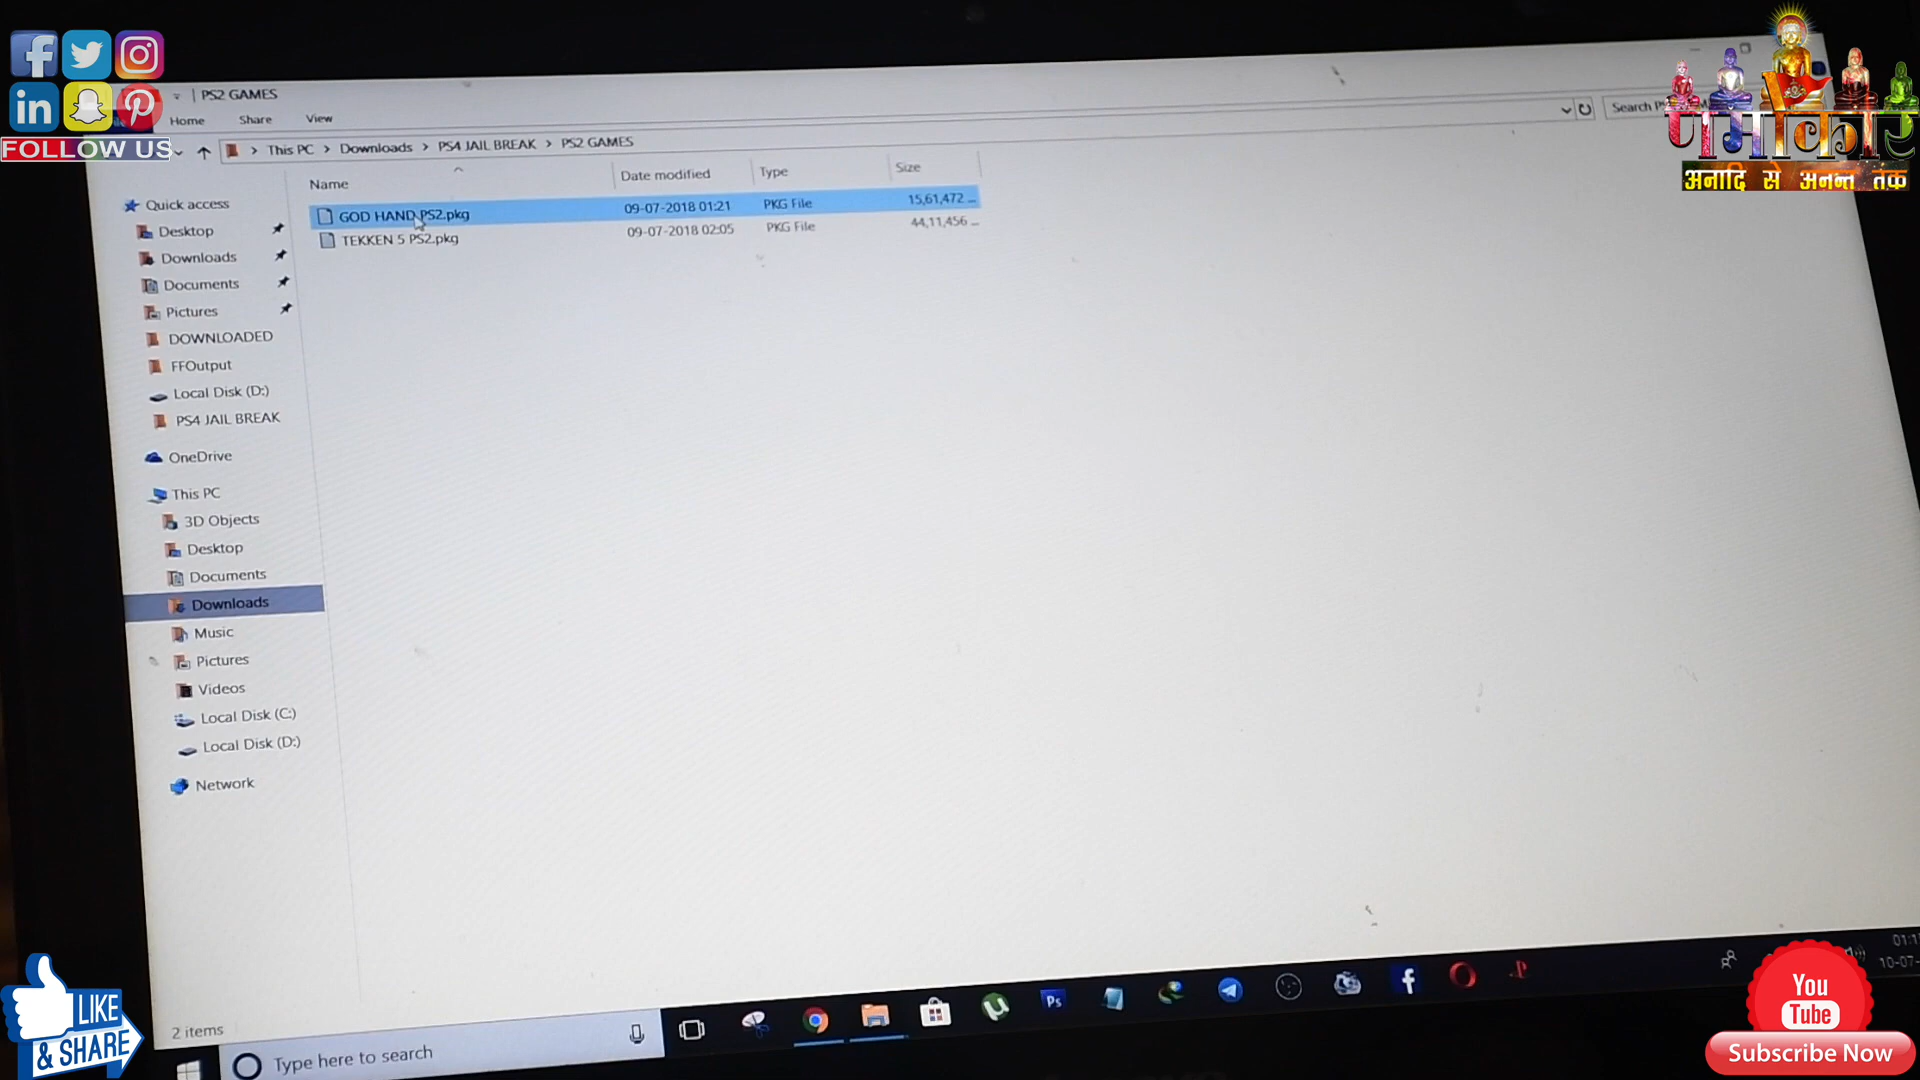 FOLLOW US
PS2 GAMES
Home Share View
This PC > Downloads > PS4 JAIL BREAK > PS2 GAMES
Search
Name Date modified Type Size
GOD HAND PS2.pkg 09-07-2018 01:21 PKG File 15,61,472 ...
TEKKEN 5 PS2.pkg 09-07-2018 02:05 PKG File 44,11,456 ...
Quick access
Desktop
Downloads
Documents
Pictures
DOWNLOADED
FFOutput
Local Disk (D:)
PS4 JAIL BREAK
OneDrive
This PC
3D Objects
Desktop
Documents
Downloads
Music
Pictures
Videos
Local Disk (C:)
Local Disk (D:)
Network
2 items
Type here to search
Ps
णमोकार
अनादि से अनन्त तक
LIKE
& SHARE
You
Tube
Subscribe Now